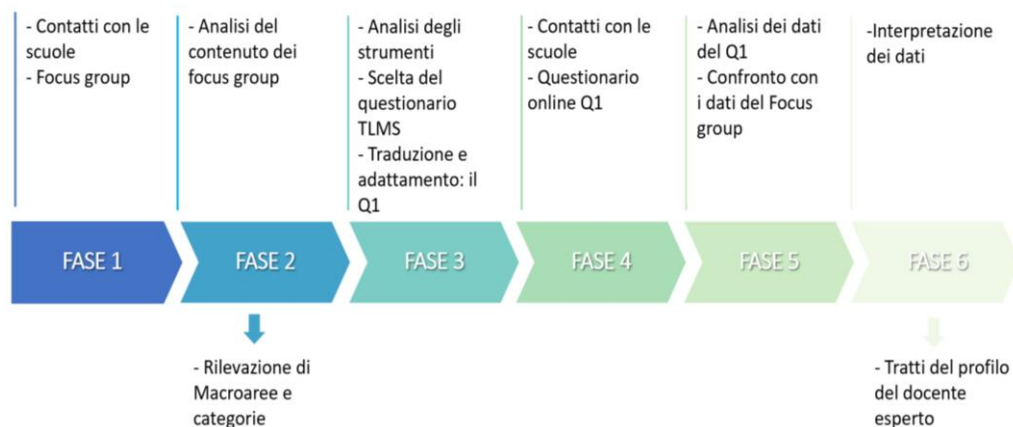 - Contatti con le
scuole
- Focus group
- Analisi del
contenuto dei
focus group
- Analisi degli
strumenti
- Scelta del
questionario
TLMS
- Traduzione e
adattamento: il
Q1
- Contatti con le
scuole
- Questionario
online Q1
- Analisi dei dati
del Q1
- Confronto con
i dati del Focus
group
-Interpretazione
dei dati
FASE 1
FASE 2
FASE 3
FASE 4
FASE 5
FASE 6
- Rilevazione di
Macroaree e
categorie
- Tratti del profilo
del docente
esperto